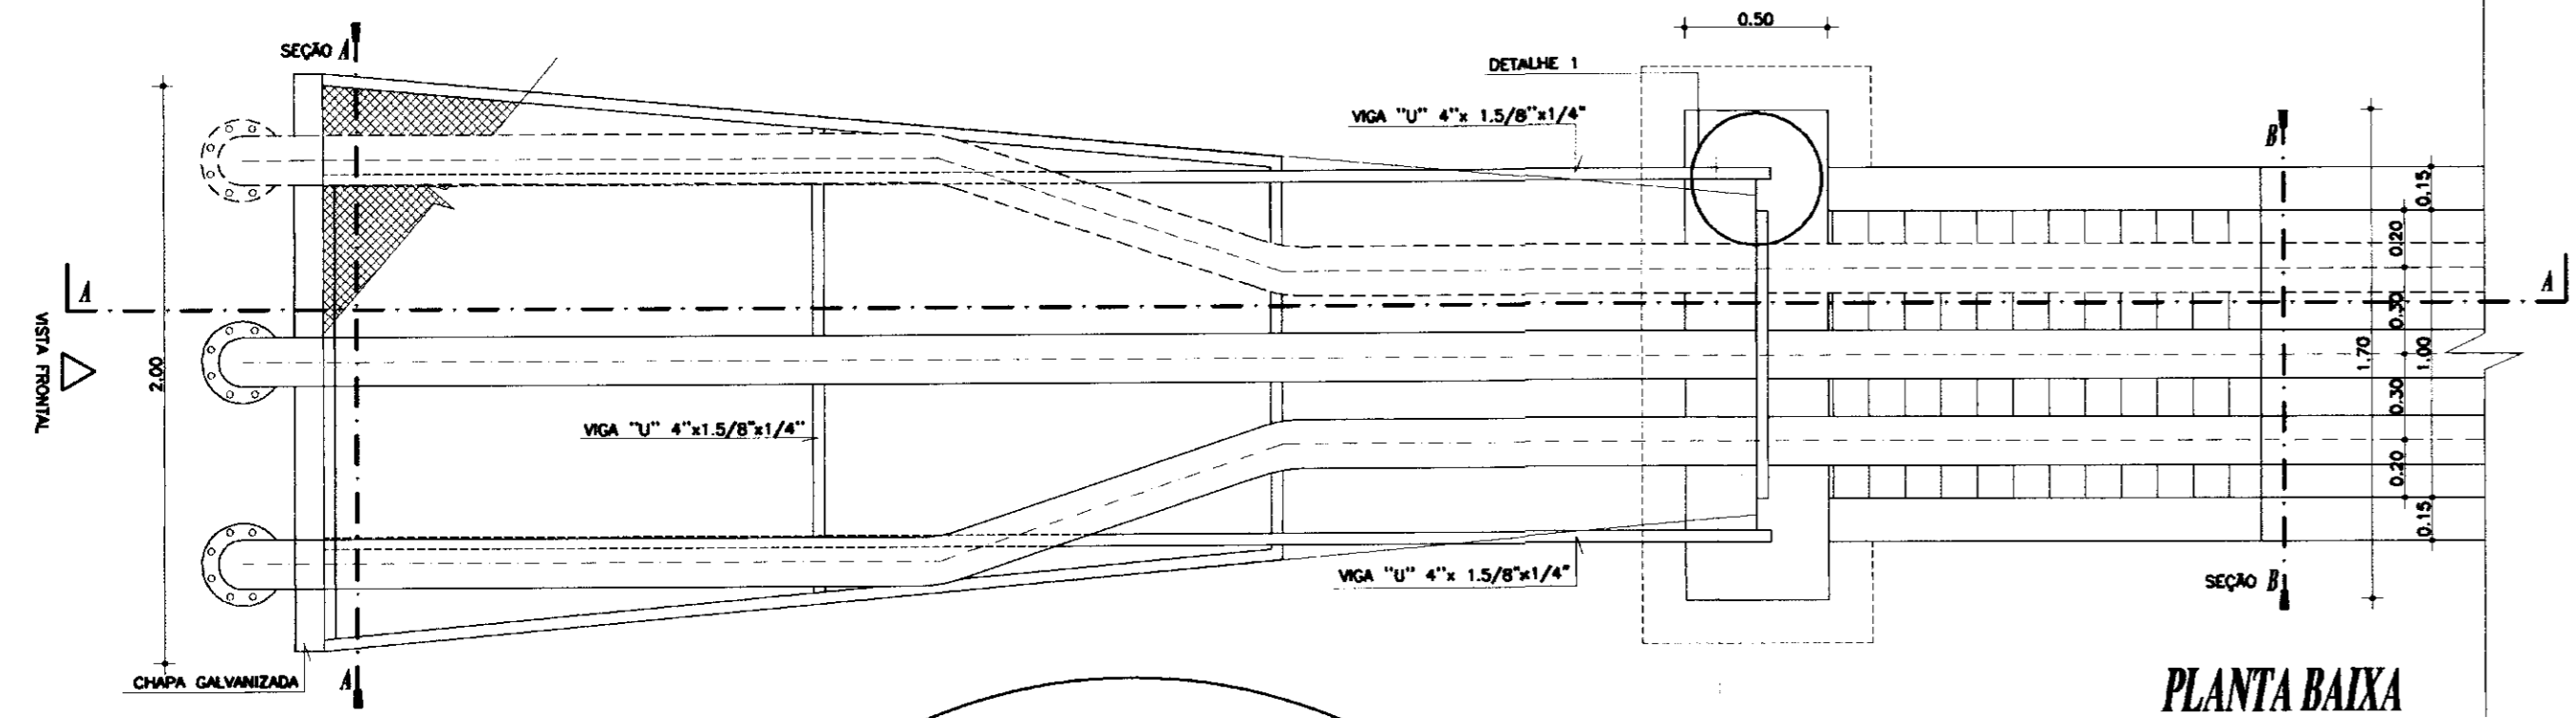 0.50
SEÇÃO A
DETALHE 1
VIGA "U" 4"x 1.5/8"x1/4"
B
0.15
0.20
A
A
0.30
VISTA FRONTAL
2.00
1.70
1.00
0.30
VIGA "U" 4"x1.5/8"x1/4"
0.20
0.15
VIGA "U" 4"x 1.5/8"x1/4"
SEÇÃO B
CHAPA GALVANIZADA
A
PLANTA BAIXA